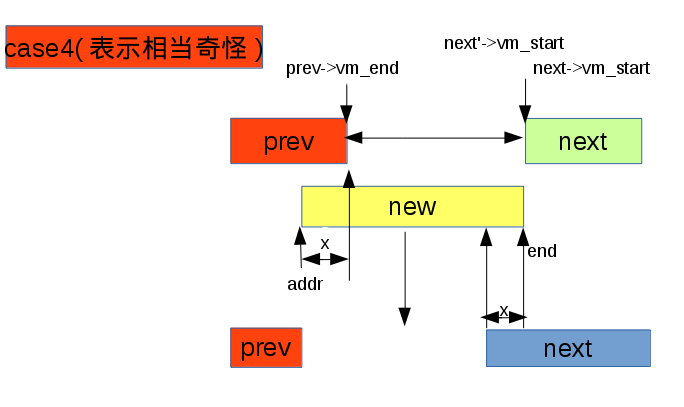 case4( 表示相当奇怪 )
next'->vm_start
prev->vm_end
next->vm_start
prev
next
new
x
end
addr
x
prev
next